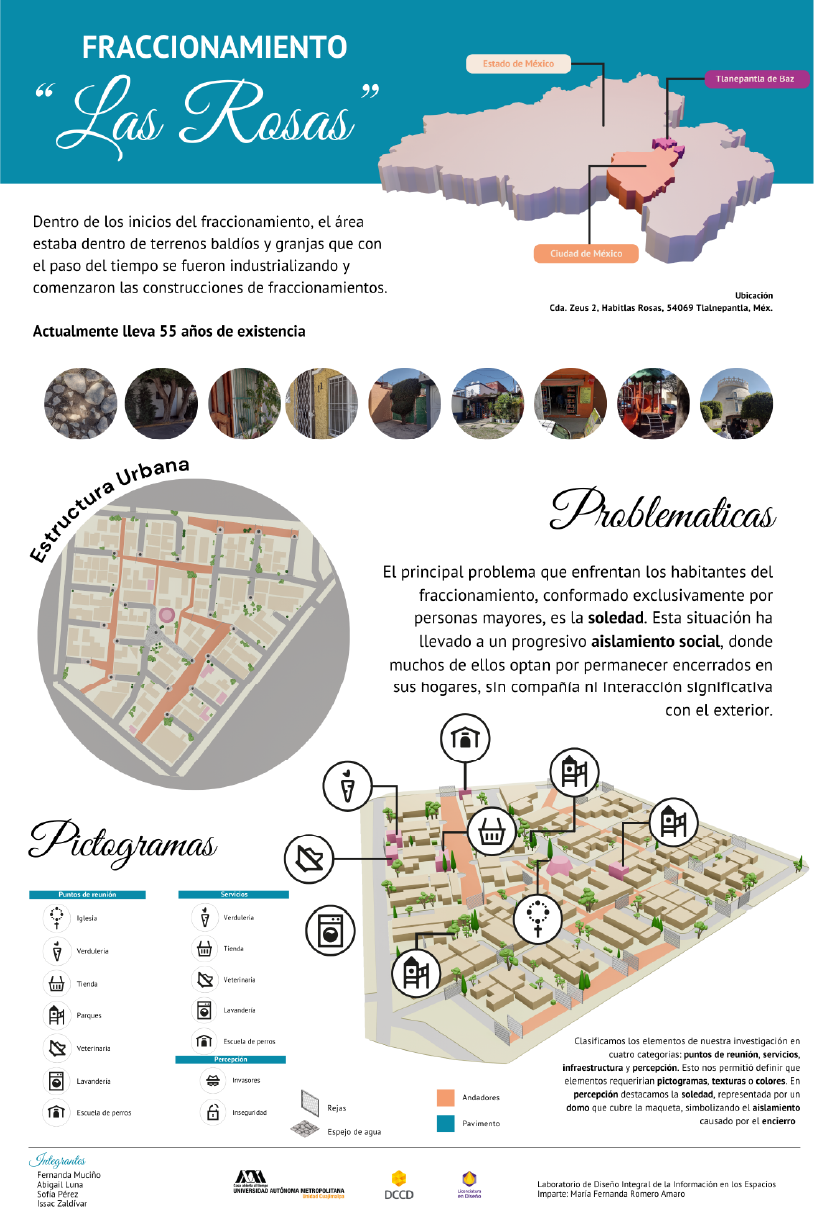 FRACCIONAMIENTO
“ Las Rosas ”
Estado de México
Tlanepantla de Baz
Ciudad de México
Dentro de los inicios del fraccionamiento, el área
estaba dentro de terrenos baldíos y granjas que con
el paso del tiempo se fueron industrializando y
comenzaron las construcciones de fraccionamientos.
Actualmente lleva 55 años de existencia
Ubicación
Cda. Zeus 2, Habitlas Rosas, 54069 Tlalnepantla, Méx.
Estructura Urbana
Problematicas
El principal problema que enfrentan los habitantes del
fraccionamiento, conformado exclusivamente por
personas mayores, es la soledad. Esta situación ha
llevado a un progresivo aislamiento social, donde
muchos de ellos optan por permanecer encerrados en
sus hogares, sin compañía ni interacción significativa
con el exterior.
Pictogramas
Puntos de reunión
Iglesia
Verduleria
Tienda
Parques
Veterinaria
Lavanderia
Escuela de perros
Servicios
Verduleria
Tienda
Veterinaria
Lavandería
Escuela de perros
Percepción
Invasores
Inseguridad
Rejas
Espejo de agua
Andadores
Pavimento
Clasificamos los elementos de nuestra investigación en
cuatro categorías: puntos de reunión, servicios,
infraestructura y percepción. Esto nos permitió definir que
elementos requerirían pictogramas, texturas o colores. En
percepción destacamos la soledad, representada por un
domo que cubre la maqueta, simbolizando el aislamiento
causado por el encierro
Integrantes
Fernanda Muciño
Abigail Luna
Sofía Pérez
Issac Zaldívar
Casa abierta al tiempo
UNIVERSIDAD AUTÓNOMA METROPOLITANA
Unidad Cuajimalpa
DCCD
Licenciatura
en Diseño
Laboratorio de Diseño Integral de la Información en los Espacios
Imparte: María Fernanda Romero Amaro